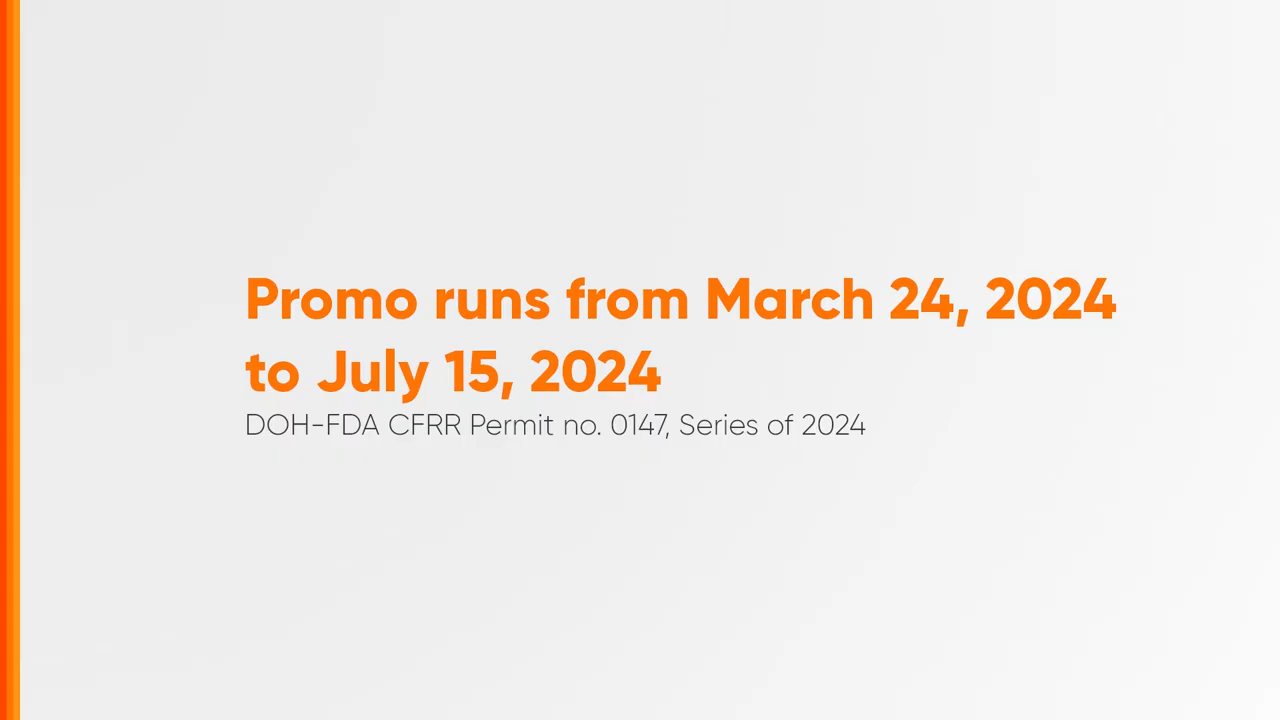 Promo runs from March 24, 2024
to July 15, 2024
DOH-FDA CFRR Permit no. 0147, Series of 2024